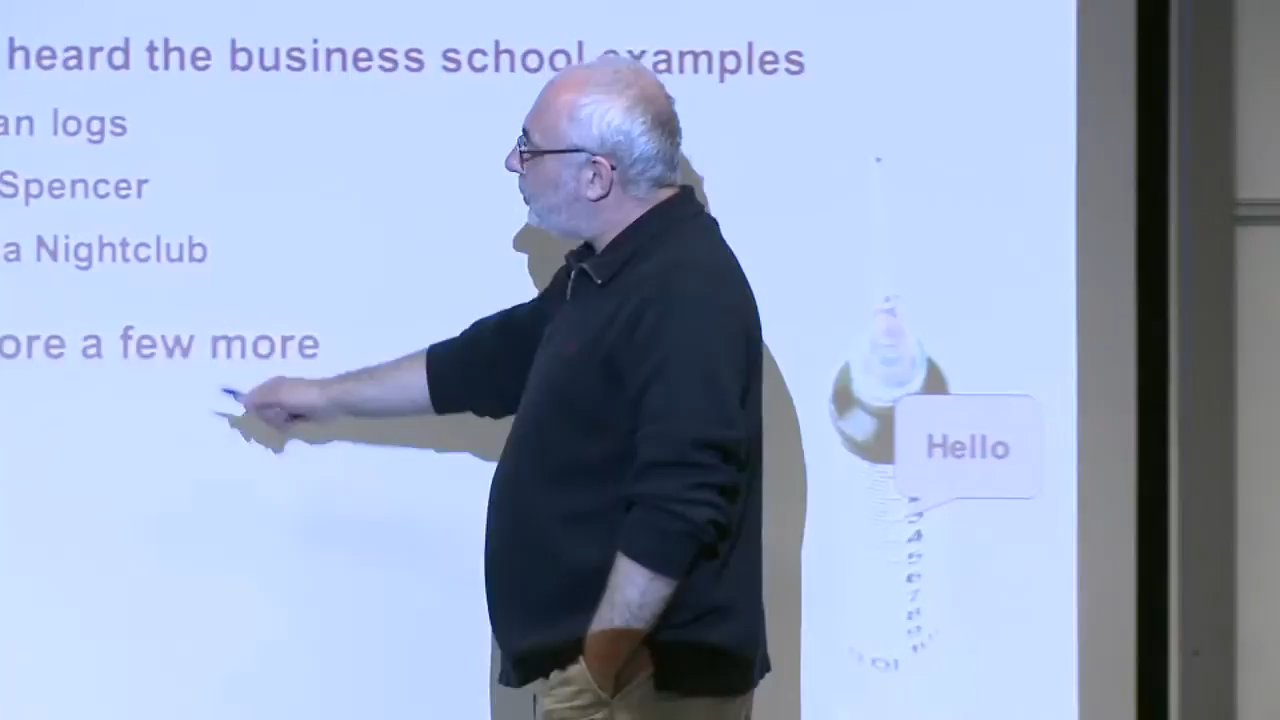 heard the business school examples
an logs
Spencer
a Nightclub
ore a few more
Hello